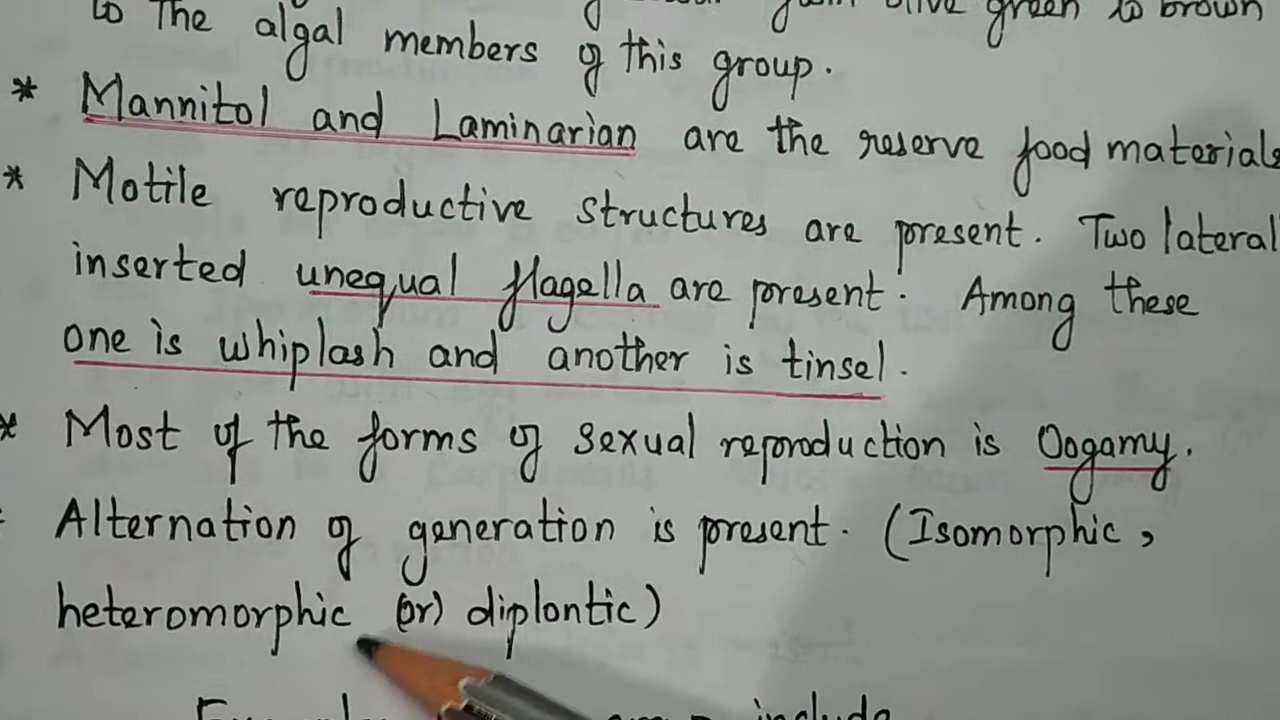 to the algal members of this group.
* Mannitol and Laminarian are the reserve food materials
* Motile reproductive structures are present. Two lateral
inserted unequal flagella are present. Among these
one is whiplash and another is tinsel.
* Most of the forms of sexual reproduction is Oogamy.
Alternation of generation is present. (Isomorphic,
heteromorphic (or) diplontic)
include